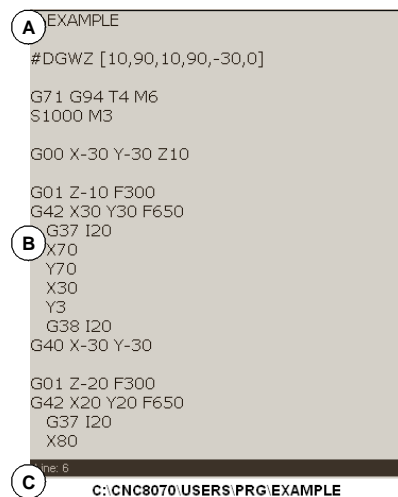 A
EXAMPLE
#DGWZ [10,90,10,90,-30,0]
G71 G94 T4 M6
S1000 M3
G00 X-30 Y-30 Z10
G01 Z-10 F300
G42 X30 Y30 F650
G37 I20
B
X70
Y70
X30
Y3
G38 I20
G40 X-30 Y-30
G01 Z-20 F300
G42 X20 Y20 F650
G37 I20
X80
C
Line: 6
C:\CNC8070\USERS\PRG\EXAMPLE